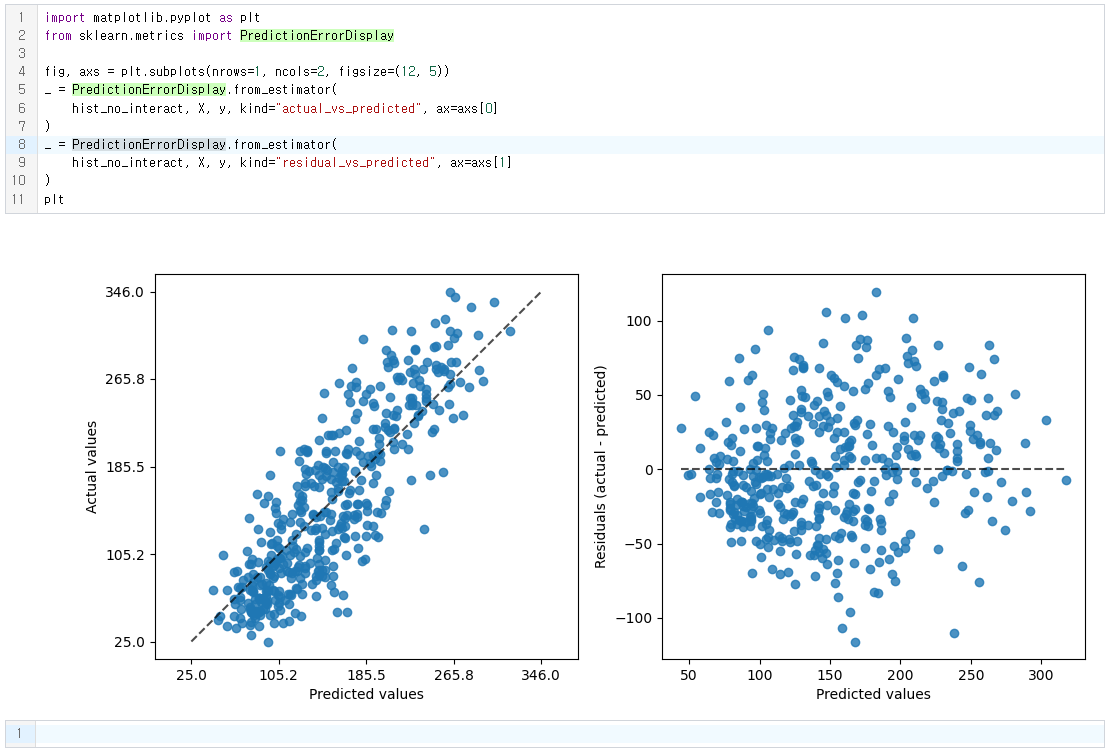 1 import matplotlib.pyplot as plt
2 from sklearn.metrics import PredictionErrorDisplay
3
4 fig, axs = plt.subplots(nrows=1, ncols=2, figsize=(12, 5))
5 _ = PredictionErrorDisplay.from_estimator(
6     hist_no_interact, X, y, kind="actual_vs_predicted", ax=axs[0]
7 )
8 _ = PredictionErrorDisplay.from_estimator(
9     hist_no_interact, X, y, kind="residual_vs_predicted", ax=axs[1]
10 )
11 plt
346.0
265.8
185.5
105.2
25.0
Actual values
25.0 105.2 185.5 265.8 346.0
Predicted values
100
50
0
−50
−100
Residuals (actual - predicted)
50 100 150 200 250 300
Predicted values
1